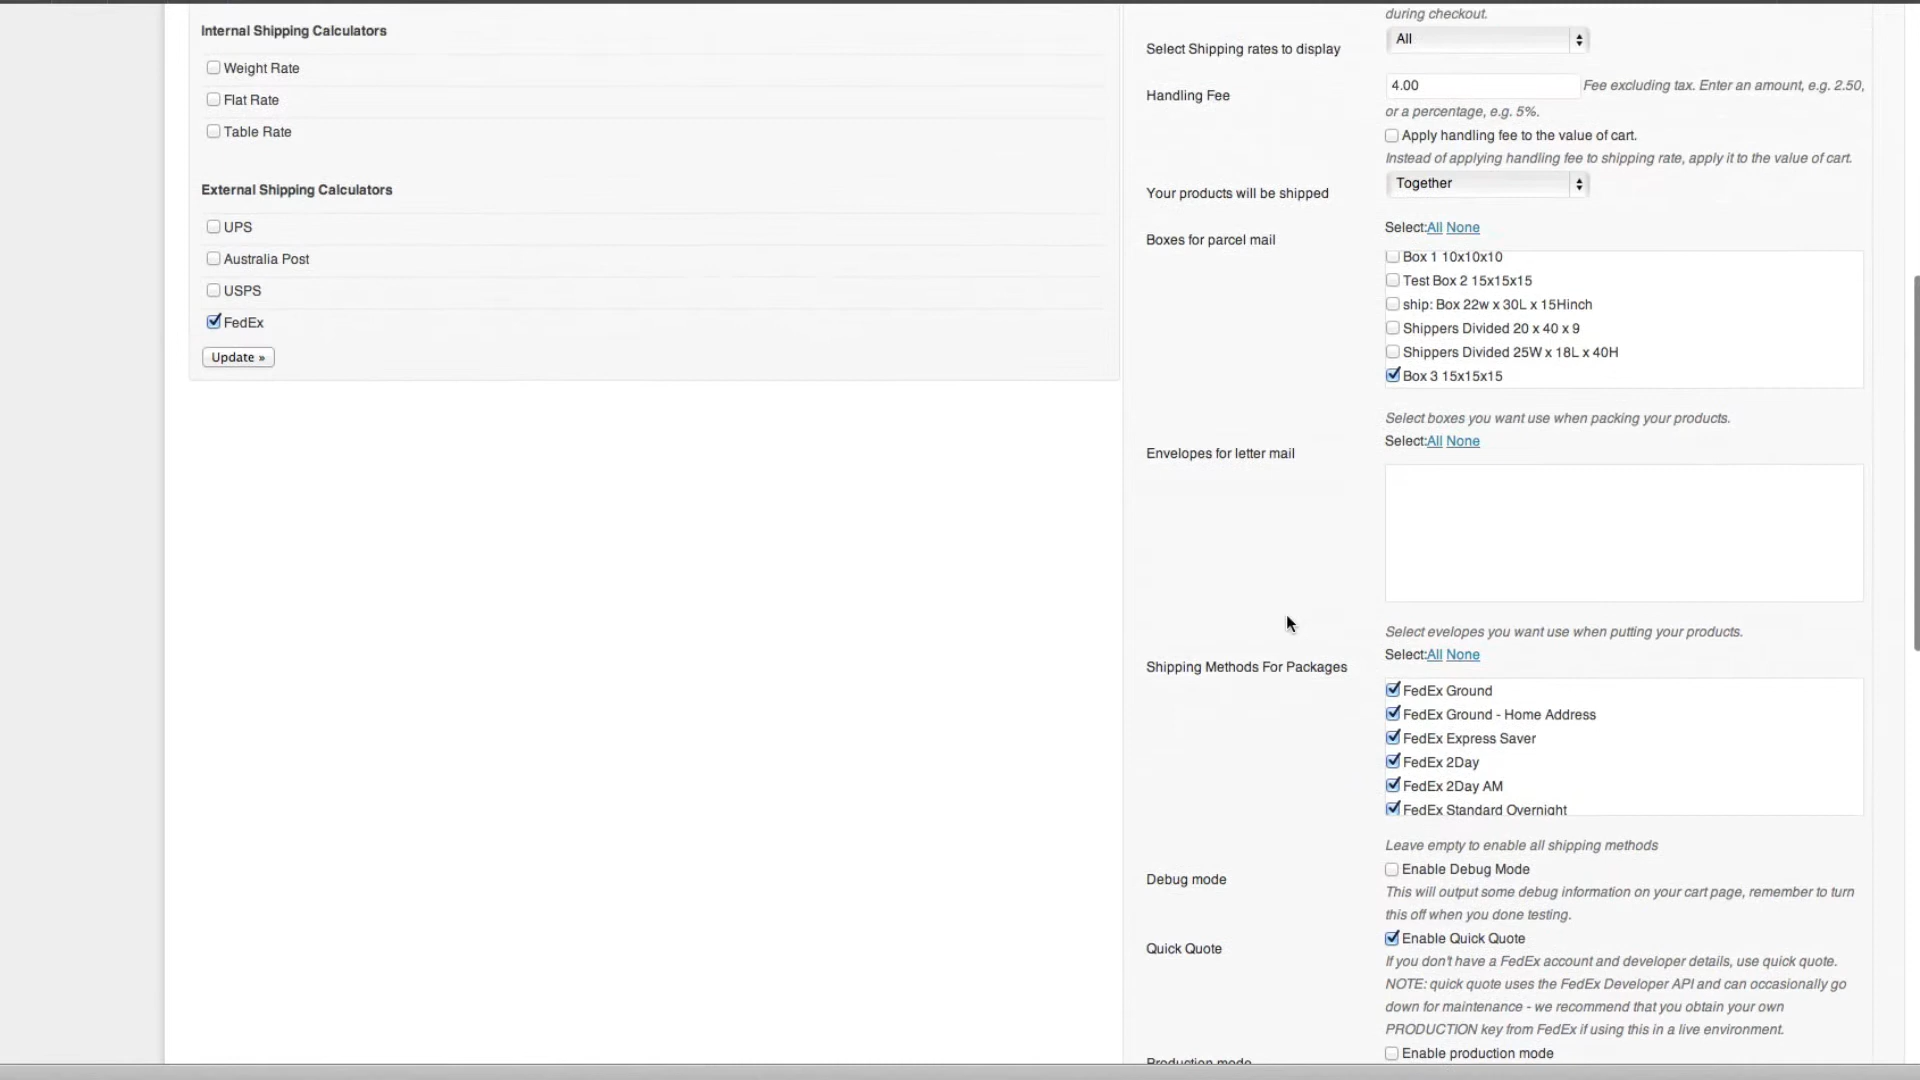 Internal Shipping Calculators
Weight Rate
Flat Rate
Table Rate
External Shipping Calculators
UPS
Australia Post
USPS
FedEx
Update »
during checkout.
Select Shipping rates to display
All
Handling Fee
4.00
Fee excluding tax. Enter an amount, e.g. 2.50,
or a percentage, e.g. 5%.
Apply handling fee to the value of cart.
Instead of applying handling fee to shipping rate, apply it to the value of cart.
Your products will be shipped
Together
Boxes for parcel mail
Select:All None
Box 1 10x10x10
Test Box 2 15x15x15
ship: Box 22w x 30L x 15Hinch
Shippers Divided 20 x 40 x 9
Shippers Divided 25W x 18L x 40H
Box 3 15x15x15
Select boxes you want use when packing your products.
Envelopes for letter mail
Select:All None
Select evelopes you want use when putting your products.
Shipping Methods For Packages
Select:All None
FedEx Ground
FedEx Ground - Home Address
FedEx Express Saver
FedEx 2Day
FedEx 2Day AM
FedEx Standard Overnight
Leave empty to enable all shipping methods
Debug mode
Enable Debug Mode
This will output some debug information on your cart page, remember to turn
this off when you done testing.
Quick Quote
Enable Quick Quote
If you don't have a FedEx account and developer details, use quick quote.
NOTE: quick quote uses the FedEx Developer API and can occasionally go
down for maintenance - we recommend that you obtain your own
PRODUCTION key from FedEx if using this in a live environment.
Production mode
Enable production mode